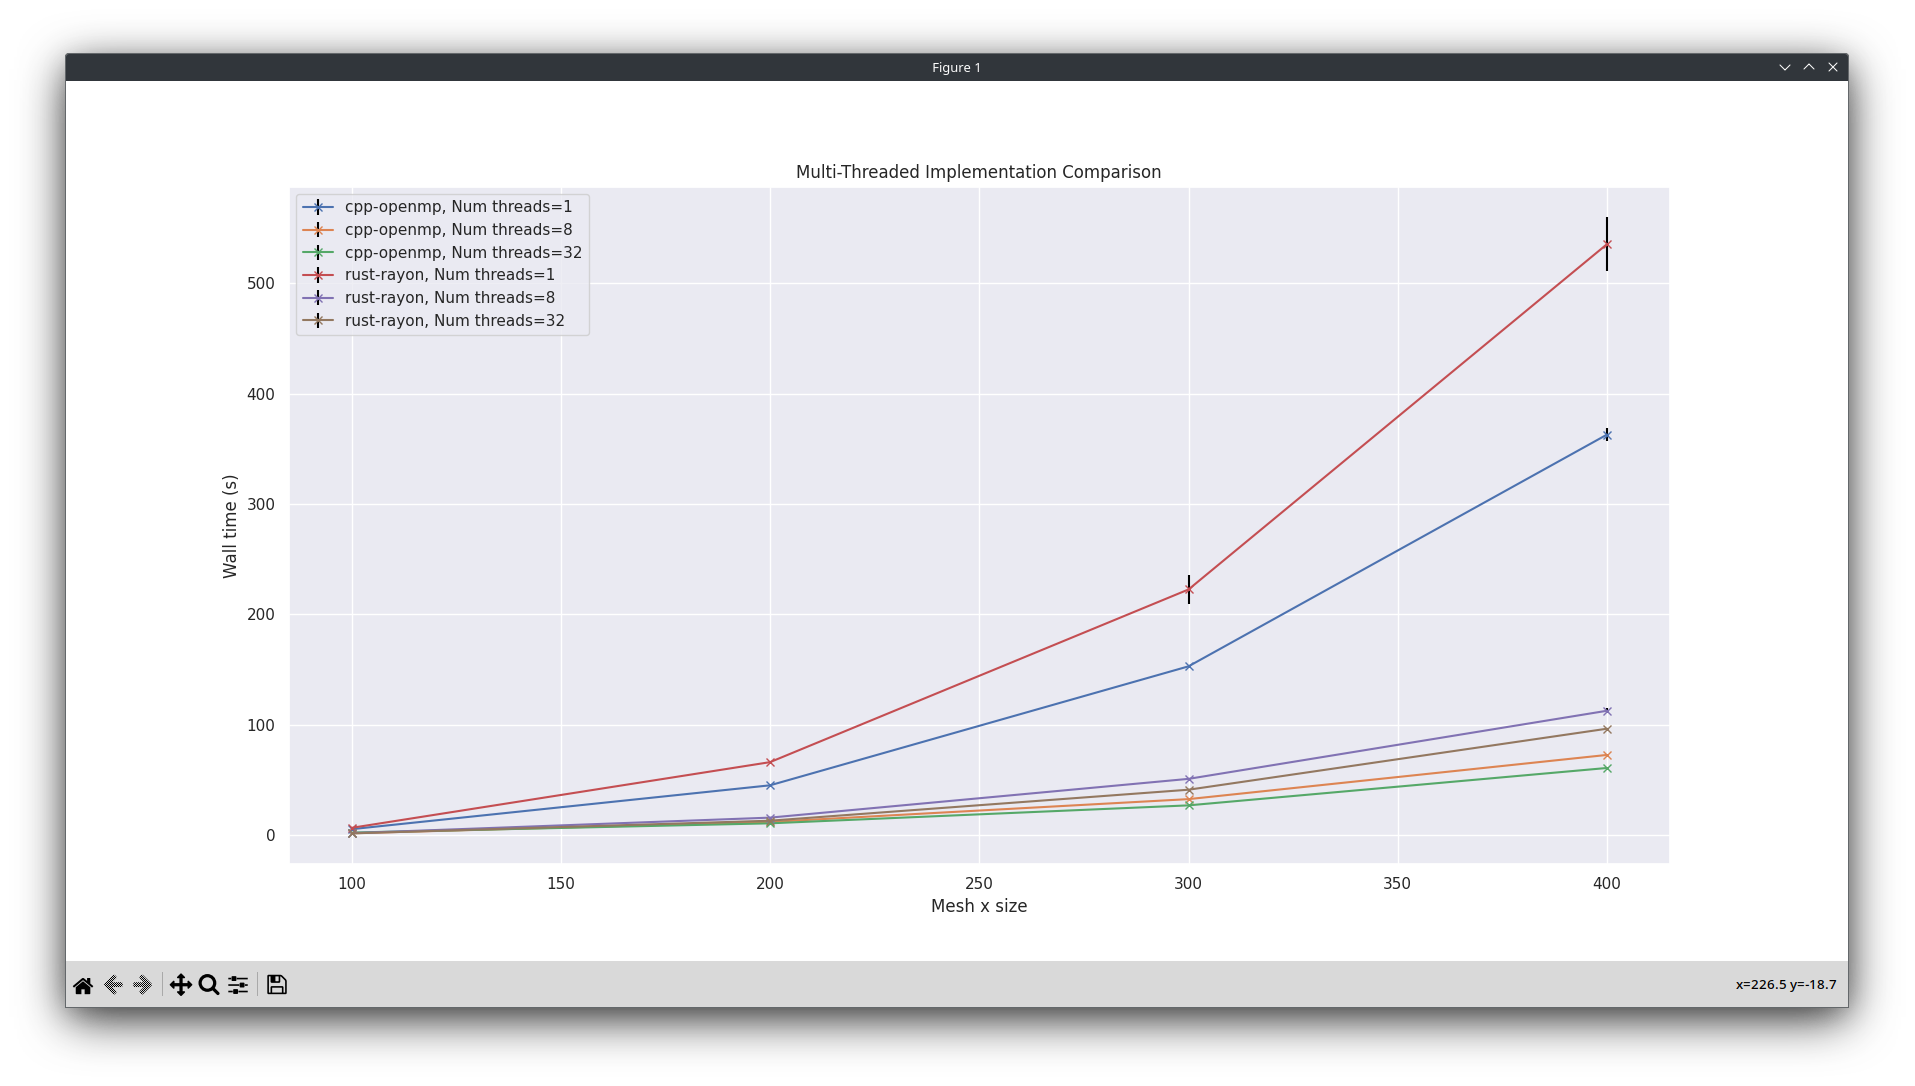 Figure 1
Multi-Threaded Implementation Comparison
cpp-openmp, Num threads=1
cpp-openmp, Num threads=8
cpp-openmp, Num threads=32
rust-rayon, Num threads=1
rust-rayon, Num threads=8
rust-rayon, Num threads=32
500
400
300
200
100
0
Wall time (s)
100 150 200 250 300 350 400
Mesh x size
x=226.5 y=-18.7